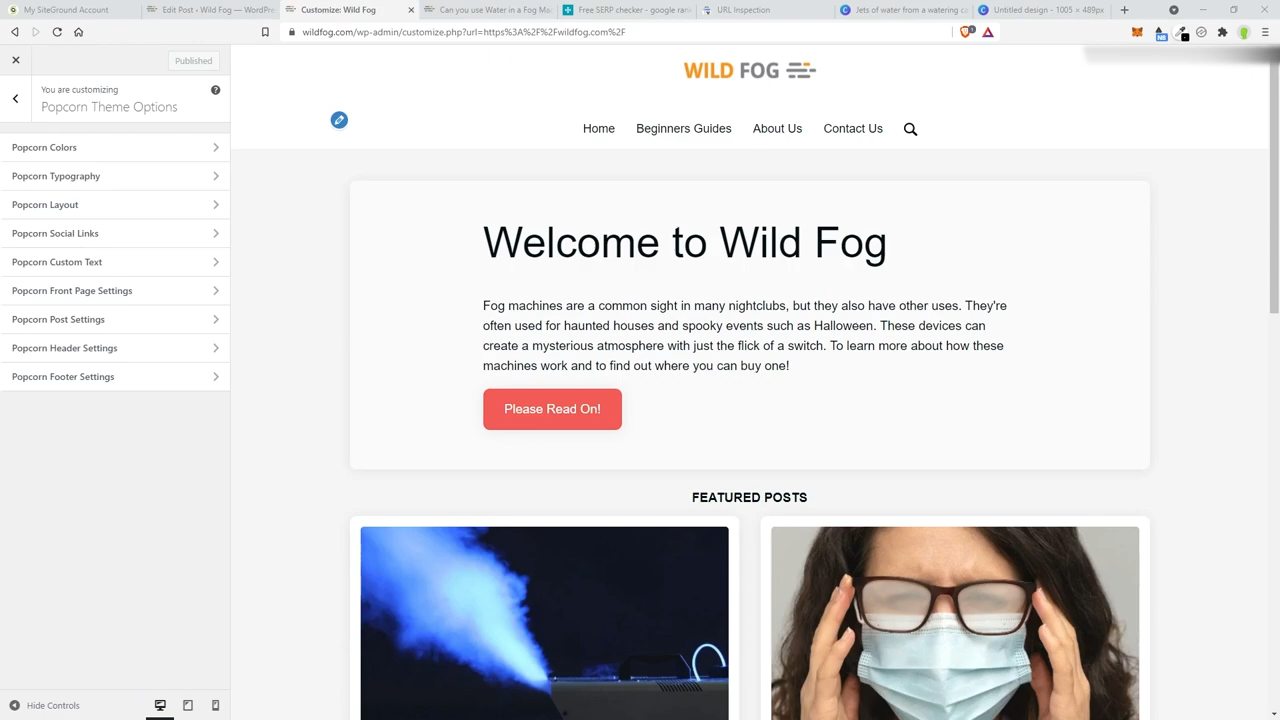 My SiteGround Account
Edit Post ‹ Wild Fog — WordPre
Customize: Wild Fog
Can you use Water in a Fog Ma
Free SERP checker - google rank
URL Inspection
Jets of water from a watering ca
Untitled design - 1005 × 489px
wildfog.com/wp-admin/customize.php?url=https%3A%2F%2Fwildfog.com%2F
Published
You are customizing
Popcorn Theme Options
Popcorn Colors
Popcorn Typography
Popcorn Layout
Popcorn Social Links
Popcorn Custom Text
Popcorn Front Page Settings
Popcorn Post Settings
Popcorn Header Settings
Popcorn Footer Settings
Hide Controls
WILD FOG
Home Beginners Guides About Us Contact Us
Welcome to Wild Fog
Fog machines are a common sight in many nightclubs, but they also have other uses. They're
often used for haunted houses and spooky events such as Halloween. These devices can
create a mysterious atmosphere with just the flick of a switch. To learn more about how these
machines work and to find out where you can buy one!
Please Read On!
FEATURED POSTS